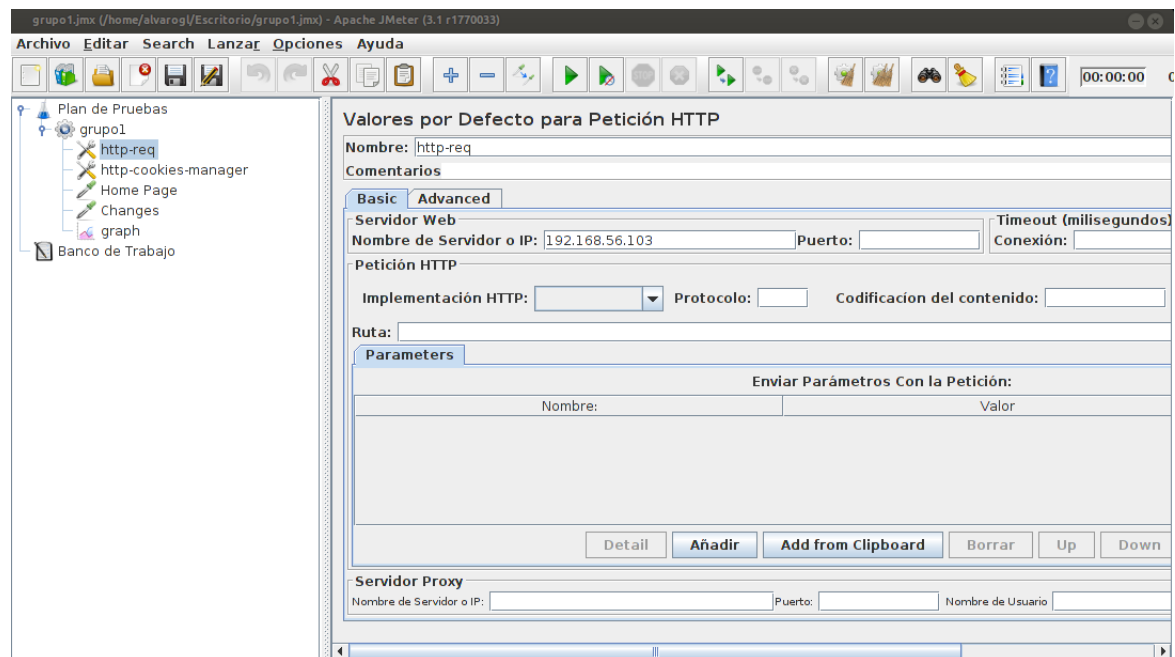 grupo1.jmx (/home/alvarogl/Escritorio/grupo1.jmx) - Apache JMeter (3.1 r1770033)
Archivo Editar Search Lanzar Opciones Ayuda
STOP 00:00:00
Plan de Pruebas
grupo1
http-req
http-cookies-manager
Home Page
Changes
graph
Banco de Trabajo
Valores por Defecto para Petición HTTP
Nombre: http-req
Comentarios
Basic Advanced
Servidor Web Timeout (milisegundos)
Nombre de Servidor o IP: 192.168.56.103 Puerto: Conexión:
Petición HTTP
Implementación HTTP: Protocolo: Codificacíon del contenido:
Ruta:
Parameters
Enviar Parámetros Con la Petición:
Nombre: Valor
Detail Añadir Add from Clipboard Borrar Up Down
Servidor Proxy
Nombre de Servidor o IP: Puerto: Nombre de Usuario